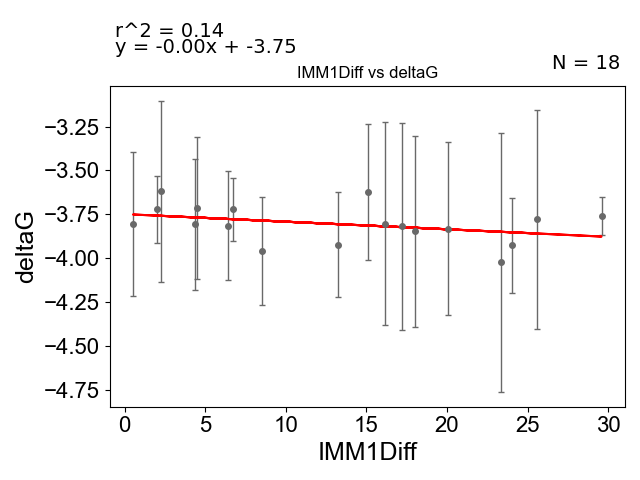 r^2 = 0.14
y = -0.00x + -3.75
N = 18
IMM1Diff vs deltaG
deltaG
−3.25
−3.50
−3.75
−4.00
−4.25
−4.50
−4.75
0 5 10 15 20 25 30
IMM1Diff